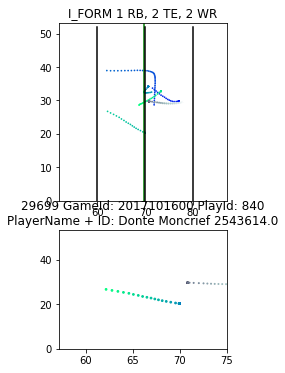 I_FORM 1 RB, 2 TE, 2 WR
50
40
30
20
10
0
60 70 80
29699 GameId: 2017101600 PlayId: 840
PlayerName + ID: Donte Moncrief 2543614.0
40
20
0
60 65 70 75